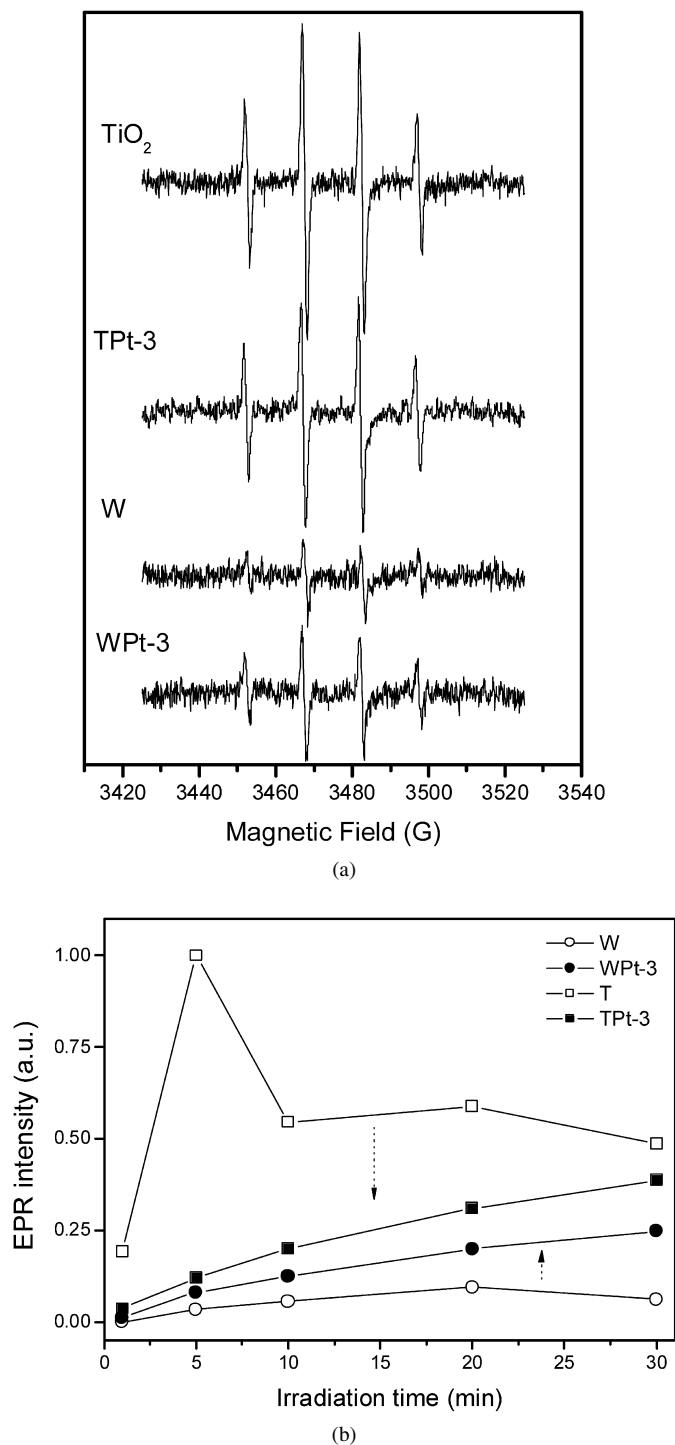 TiO2
TPt-3
W
WPt-3
3420 3440 3460 3480 3500 3520 3540
Magnetic Field (G)
(a)
W
WPt-3
T
TPt-3
1.00
0.75
0.50
0.25
0.00
EPR intensity (a.u.)
0 5 10 15 20 25 30
Irradiation time (min)
(b)